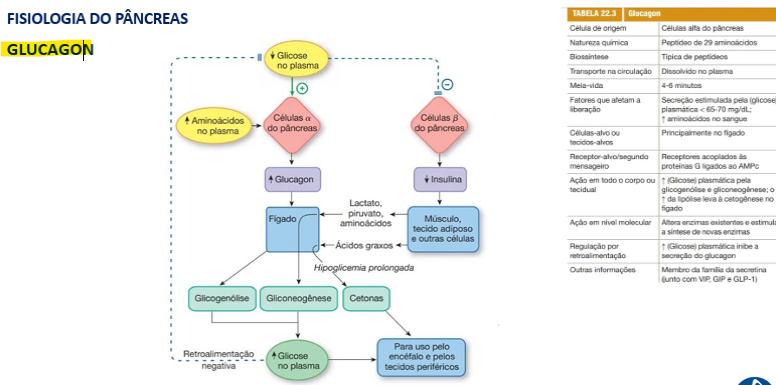 FISIOLOGIA DO PÂNCREAS
GLUCAGON
Glicose
no plasma
Aminoácidos
no plasma
Células α
do pâncreas
Células β
do pâncreas
Glucagon
Insulina
Fígado
Lactato,
piruvato,
aminoácidos
Músculo,
tecido adiposo
e outras células
Ácidos graxos
Hipoglicemia prolongada
Glicogenólise
Gliconeogênese
Cetonas
Retroalimentação
negativa
Glicose
no plasma
Para uso pelo
encéfalo e pelos
tecidos periféricos
TABELA 22.3 Glucagon
Célula de origem Células alfa do pâncreas
Natureza química Peptídeo de 29 aminoácidos
Biossíntese Típica de peptídeos
Transporte na circulação Dissolvido no plasma
Meia-vida 4-6 minutos
Fatores que afetam a
liberação
Secreção estimulada pela (glicose)
plasmática < 65-70 mg/dL;
↑ aminoácidos no sangue
Células-alvo ou
tecidos-alvos
Principalmente no fígado
Receptor-alvo/segundo
mensageiro
Receptores acoplados às
proteínas G ligados ao AMPc
Ação em todo o corpo ou
tecidual
↑ (Glicose) plasmática pela
glicogenólise e gliconeogênese; o
↑ da lipólise leva à cetogênese no
fígado
Ação em nível molecular Altera enzimas existentes e estimula
a síntese de novas enzimas
Regulação por
retroalimentação
↑ (Glicose) plasmática inibe a
secreção do glucagon
Outras informações Membro da família da secretina
(junto com VIP, GIP e GLP-1)